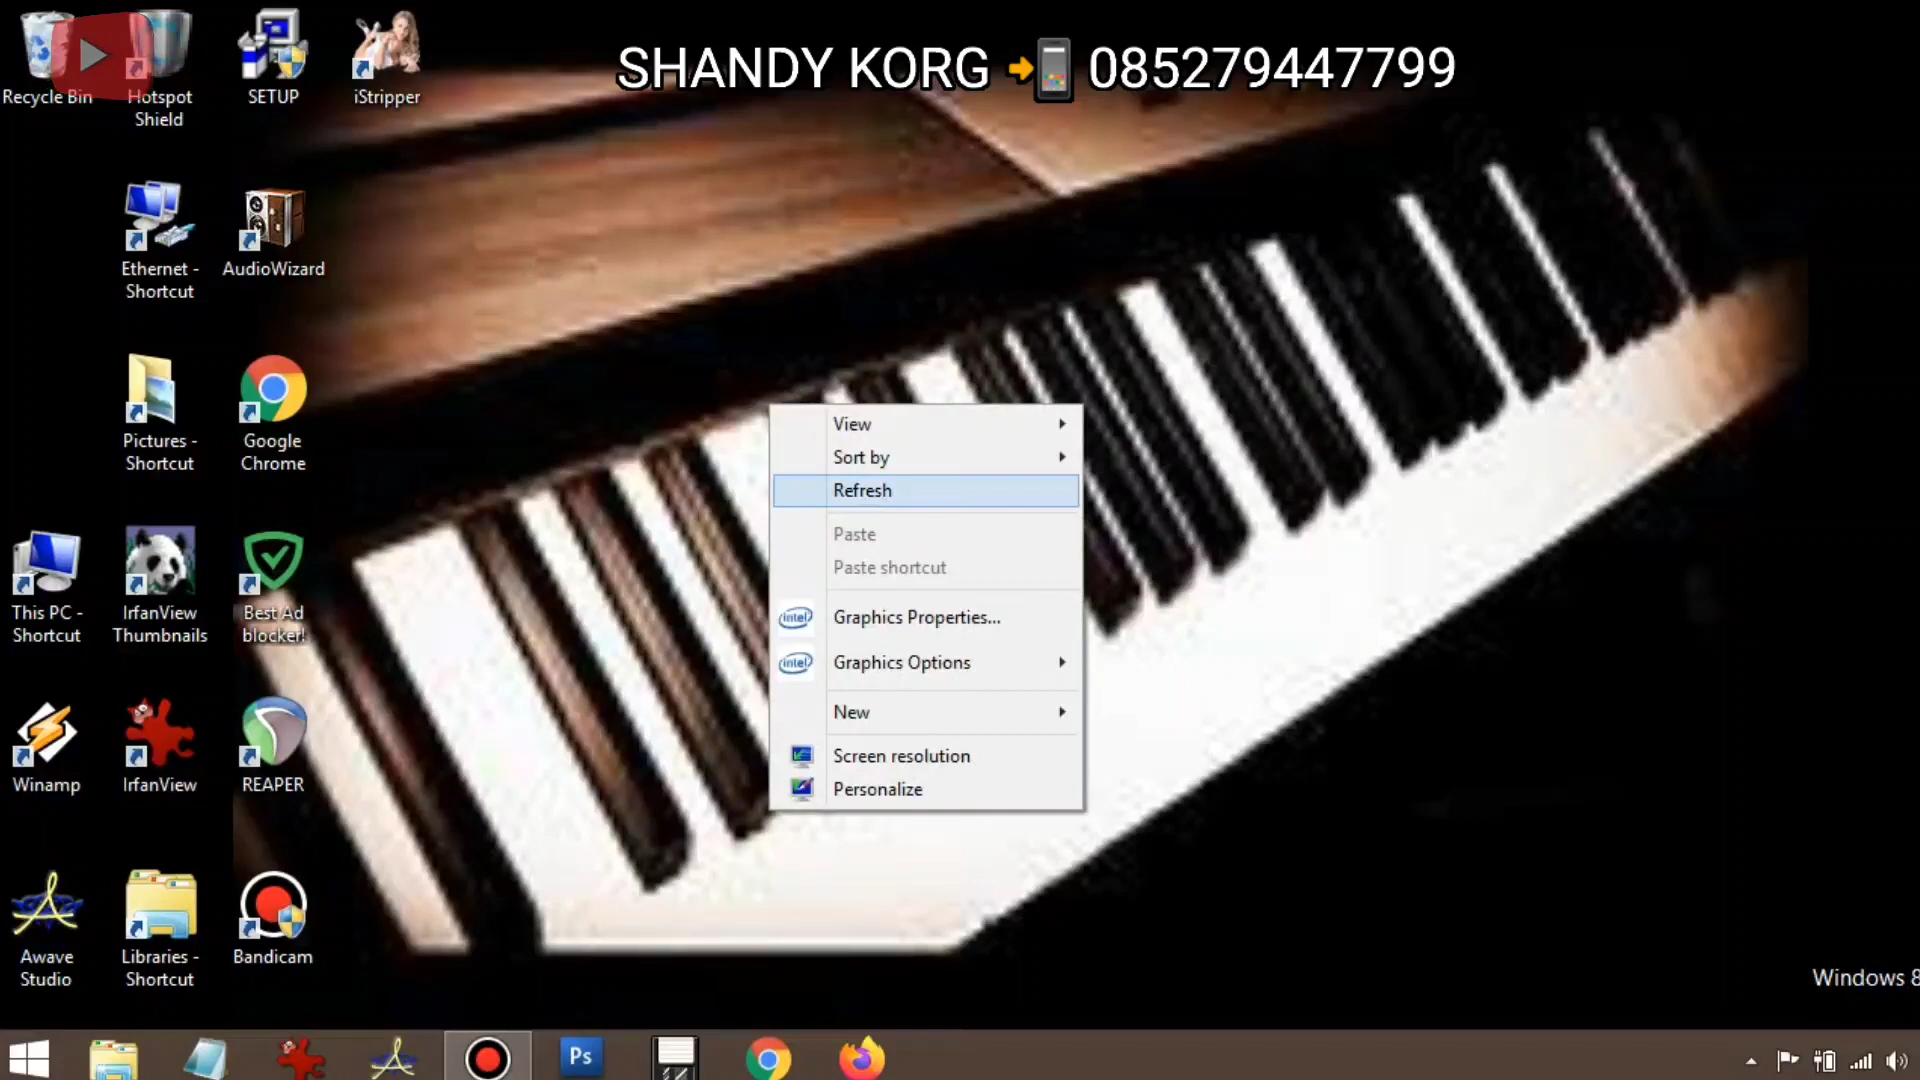 SHANDY KORG 085279447799
Recycle Bin
Hotspot
Shield
SETUP
iStripper
Ethernet -
Shortcut
AudioWizard
Pictures -
Shortcut
Google
Chrome
This PC -
Shortcut
IrfanView
Thumbnails
Best Ad
blocker!
Winamp
IrfanView
REAPER
Awave
Studio
Libraries -
Shortcut
Bandicam
View
Sort by
Refresh
Paste
Paste shortcut
intel
Graphics Properties...
intel
Graphics Options
New
Screen resolution
Personalize
Windows 8
Ps